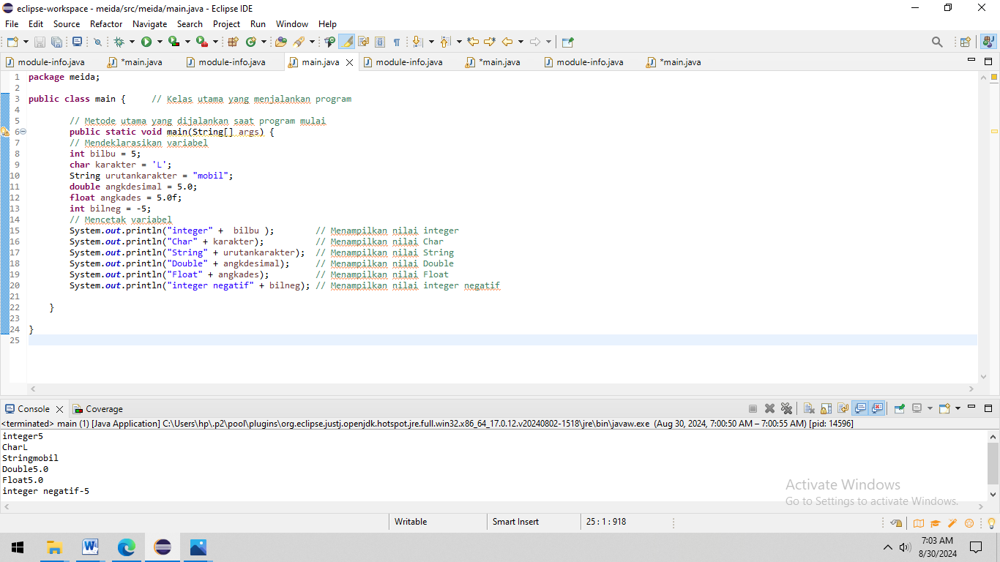 eclipse-workspace - meida/src/meida/main.java - Eclipse IDE
File Edit Source Refactor Navigate Search Project Run Window Help
module-info.java *main.java module-info.java main.java module-info.java *main.java module-info.java *main.java
1 package meida;
2
3 public class main { // Kelas utama yang menjalankan program
4
5 // Metode utama yang dijalankan saat program mulai
6 public static void main(String[] args) {
7 // Mendeklarasikan variabel
8 int bilbu = 5;
9 char karakter = 'L';
10 String urutankarakter = "mobil";
11 double angkdesimal = 5.0;
12 float angkades = 5.0f;
13 int bilneg = -5;
14 // Mencetak variabel
15 System.out.println("integer" + bilbu ); // Menampilkan nilai integer
16 System.out.println("Char" + karakter); // Menampilkan nilai Char
17 System.out.println("String" + urutankarakter); // Menampilkan nilai String
18 System.out.println("Double" + angkdesimal); // Menampilkan nilai Double
19 System.out.println("Float" + angkades); // Menampilkan nilai Float
20 System.out.println("integer negatif" + bilneg); // Menampilkan nilai integer negatif
21
22 }
23
24 }
25
Console Coverage
<terminated> main (1) [Java Application] C:\Users\hp\.p2\pool\plugins\org.eclipse.justj.openjdk.hotspot.jre.full.win32.x86_64_17.0.12.v20240802-1518\jre\bin\javaw.exe (Aug 30, 2024, 7:00:50 AM – 7:00:55 AM) [pid: 14596]
integer5
CharL
Stringmobil
Double5.0
Float5.0
integer negatif-5
Activate Windows
Go to Settings to activate Windows.
Writable Smart Insert 25 : 1 : 918
7:03 AM
8/30/2024